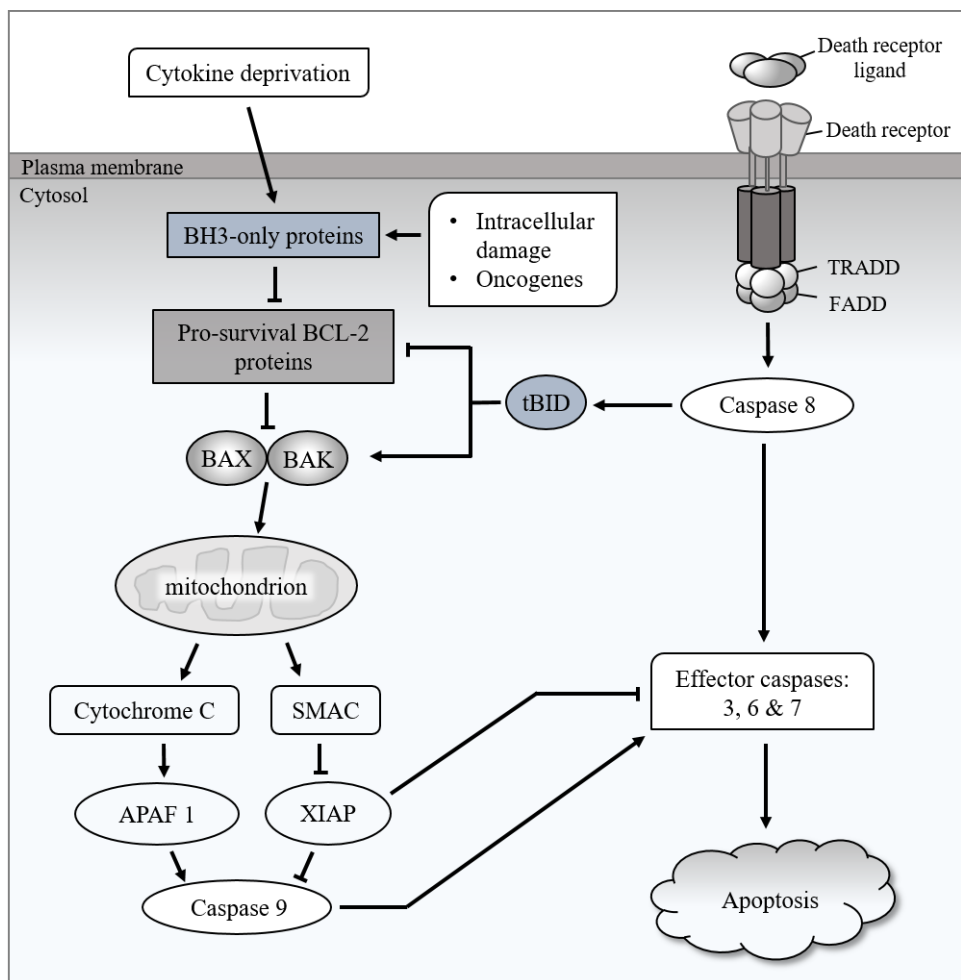 Cytokine deprivation
Death receptor
ligand
Death receptor
Plasma membrane
Cytosol
BH3-only proteins
• Intracellular
damage
• Oncogenes
TRADD
FADD
Pro-survival BCL-2
proteins
tBID
Caspase 8
BAX
BAK
mitochondrion
Cytochrome C
SMAC
Effector caspases:
3, 6 & 7
APAF 1
XIAP
Caspase 9
Apoptosis